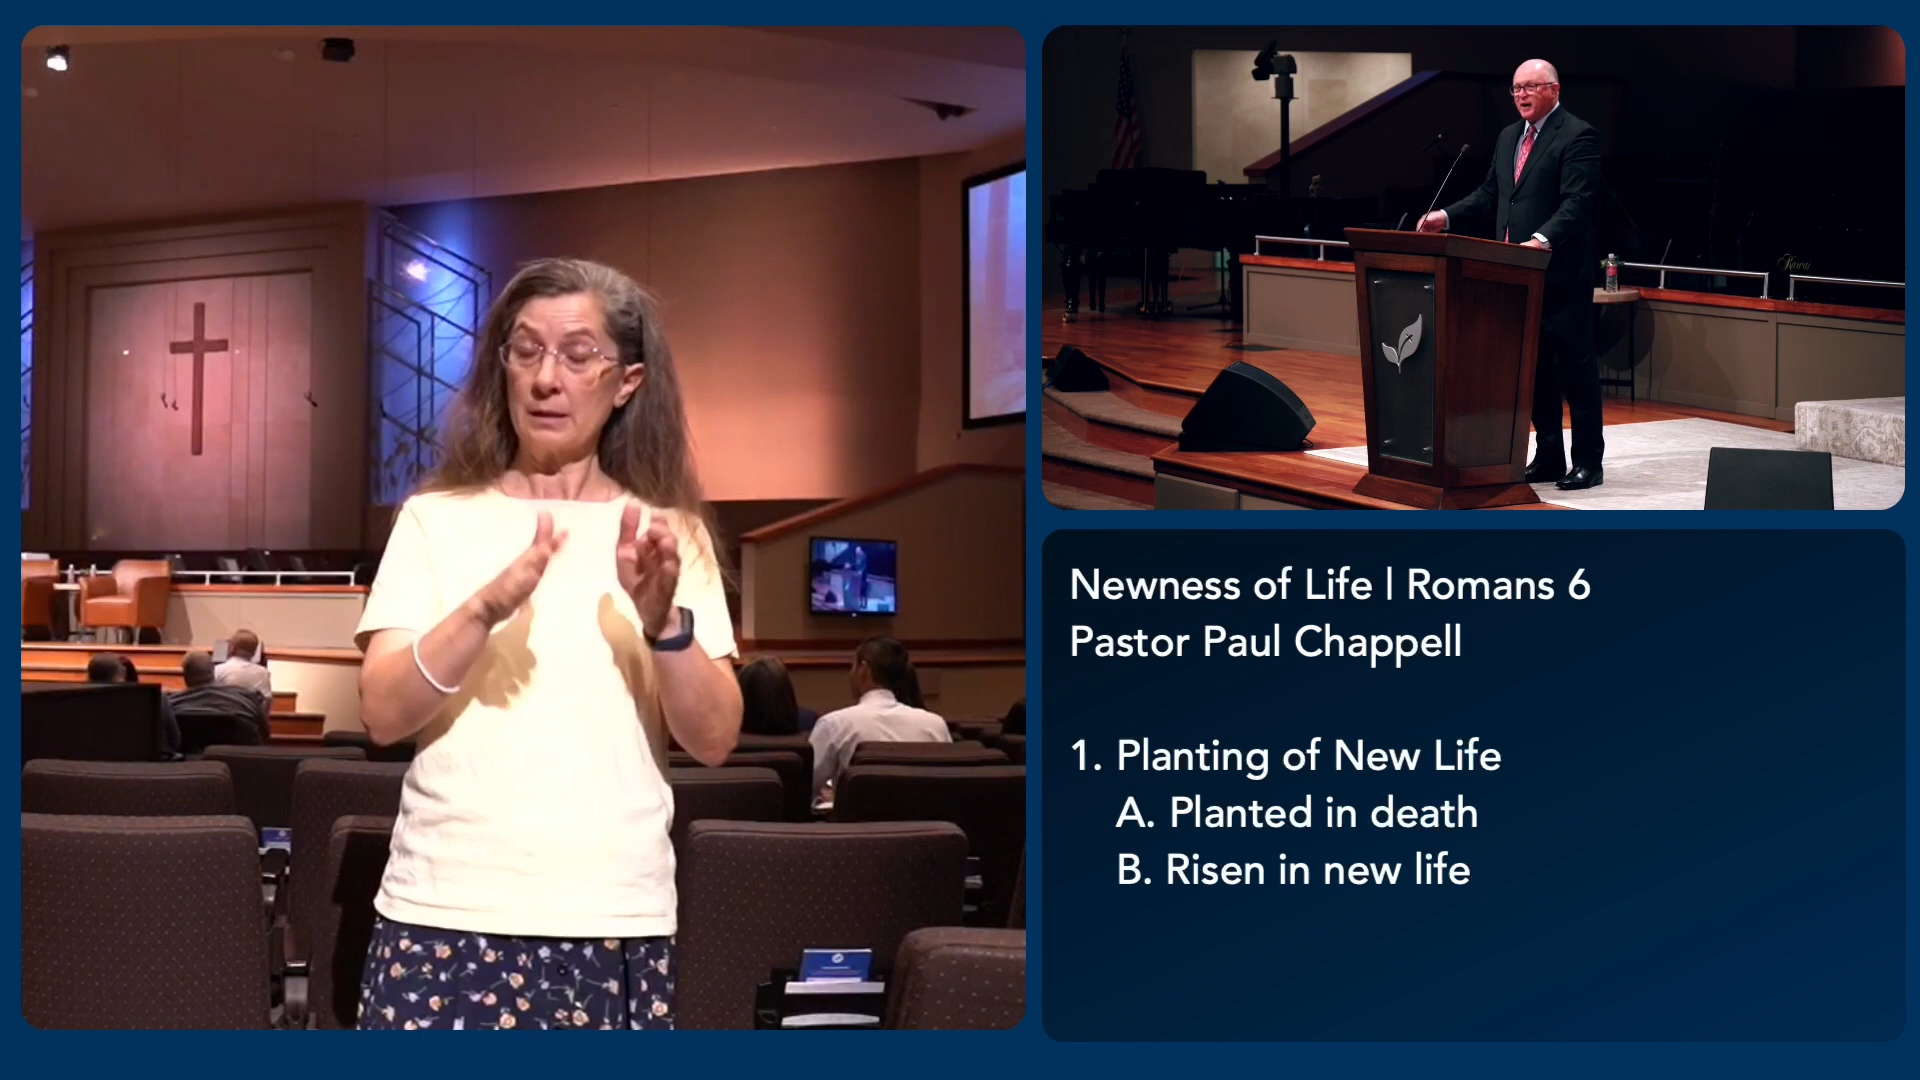 Kawai
Newness of Life | Romans 6
Pastor Paul Chappell
1. Planting of New Life
A. Planted in death
B. Risen in new life